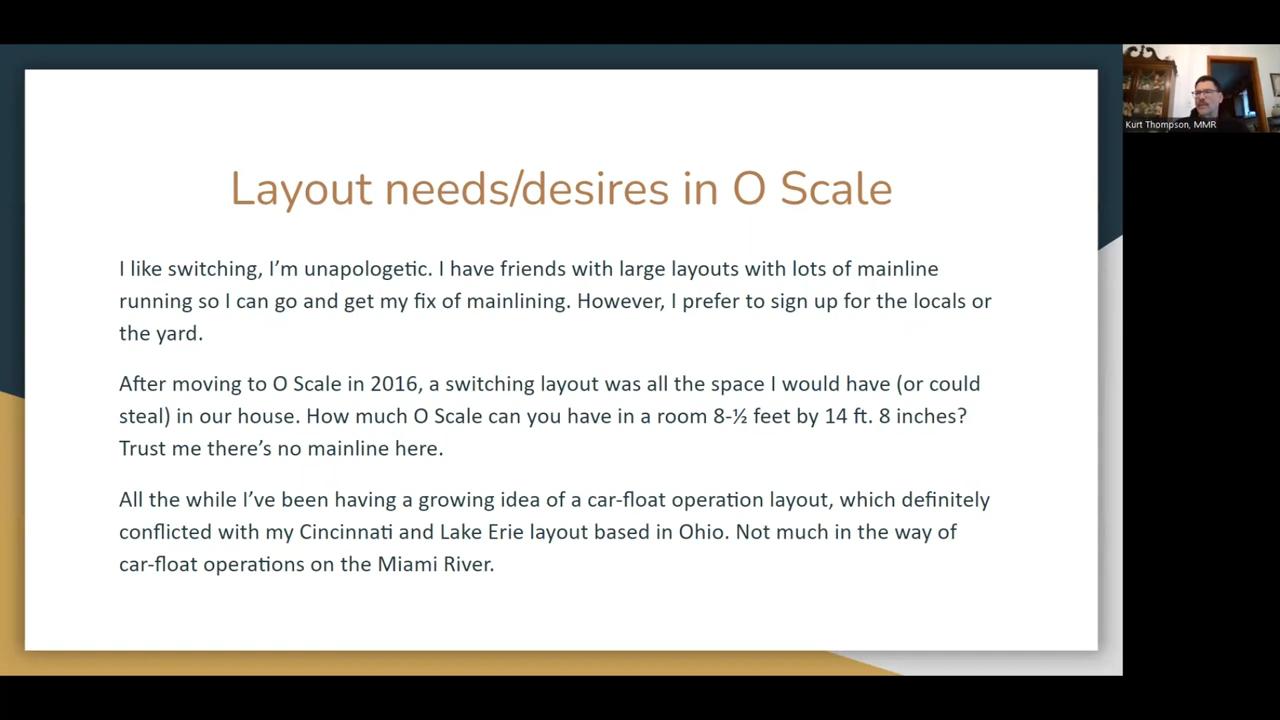 Layout needs/desires in O Scale
I like switching, I'm unapologetic. I have friends with large layouts with lots of mainline
running so I can go and get my fix of mainlining. However, I prefer to sign up for the locals or
the yard.
After moving to O Scale in 2016, a switching layout was all the space I would have (or could
steal) in our house. How much O Scale can you have in a room 8-½ feet by 14 ft. 8 inches?
Trust me there's no mainline here.
All the while I've been having a growing idea of a car-float operation layout, which definitely
conflicted with my Cincinnati and Lake Erie layout based in Ohio. Not much in the way of
car-float operations on the Miami River.
Kurt Thompson, MMR